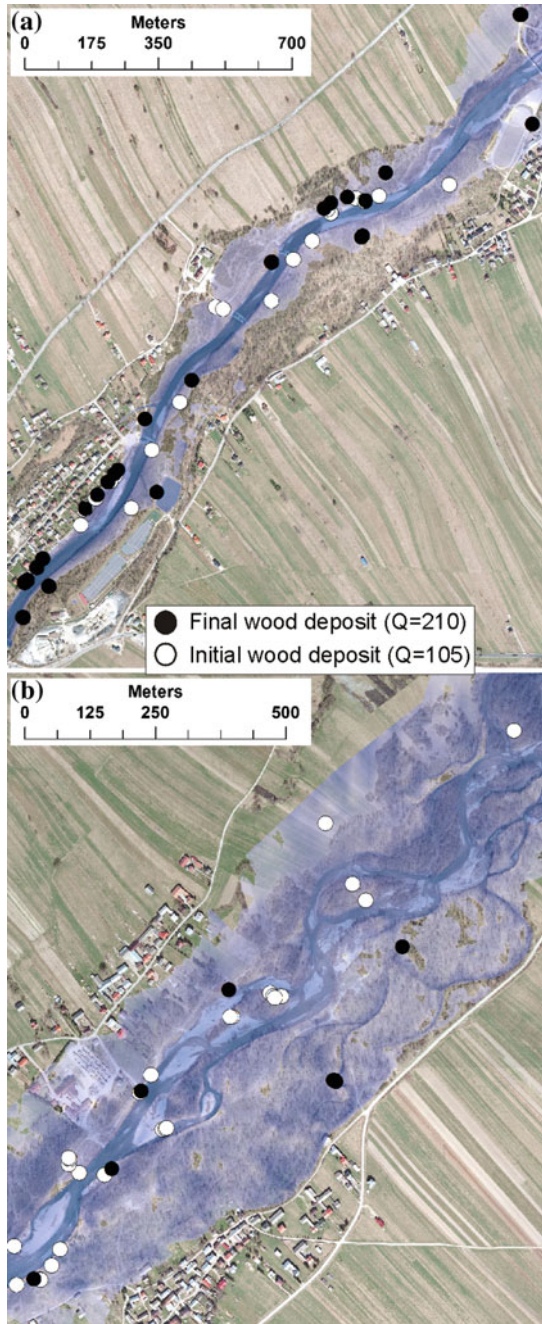 (a)
Meters
0 175 350 700
Final wood deposit (Q=210)
Initial wood deposit (Q=105)
(b)
Meters
0 125 250 500